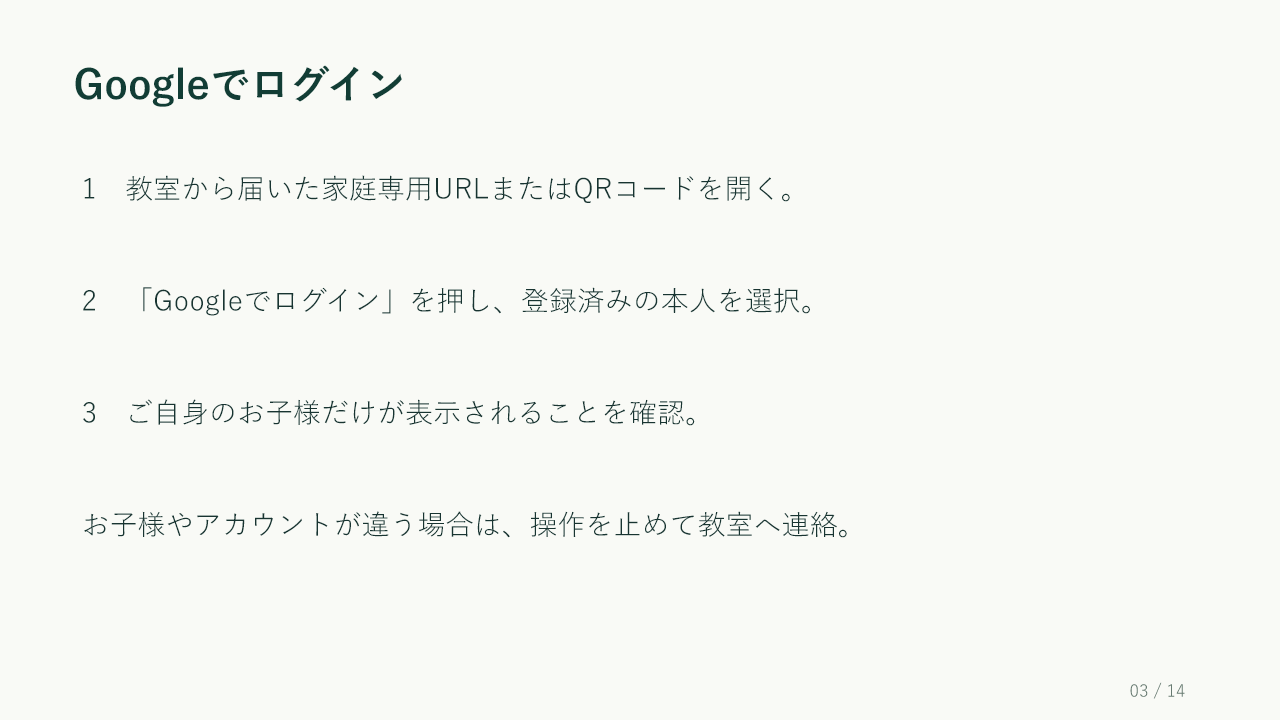 Googleでログイン
1　教室から届いた家庭専用URLまたはQRコードを開く。
2　「Googleでログイン」を押し、登録済みの本人を選択。
3　ご自身のお子様だけが表示されることを確認。
お子様やアカウントが違う場合は、操作を止めて教室へ連絡。
03 / 14